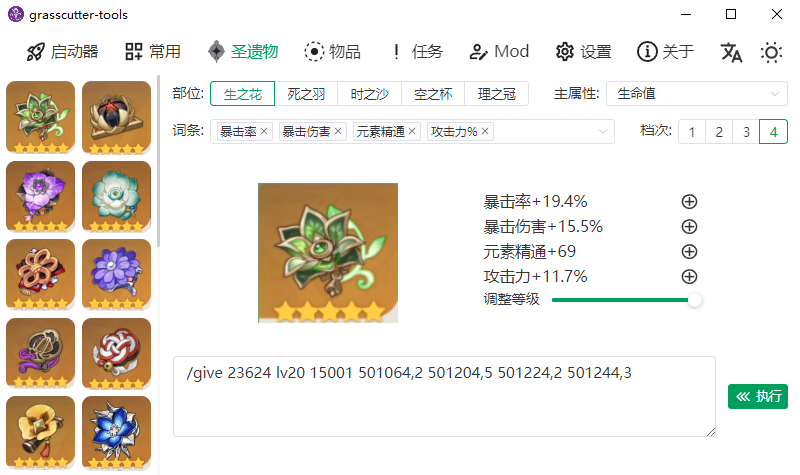 grasscutter-tools
启动器 常用 圣遗物 物品 任务 Mod 设置 关于
部位: 生之花 死之羽 时之沙 空之杯 理之冠 主属性: 生命值
词条: 暴击率 暴击伤害 元素精通 攻击力% 档次: 1 2 3 4
暴击率+19.4%
暴击伤害+15.5%
元素精通+69
攻击力+11.7%
调整等级
/give 23624 lv20 15001 501064,2 501204,5 501224,2 501244,3
执行